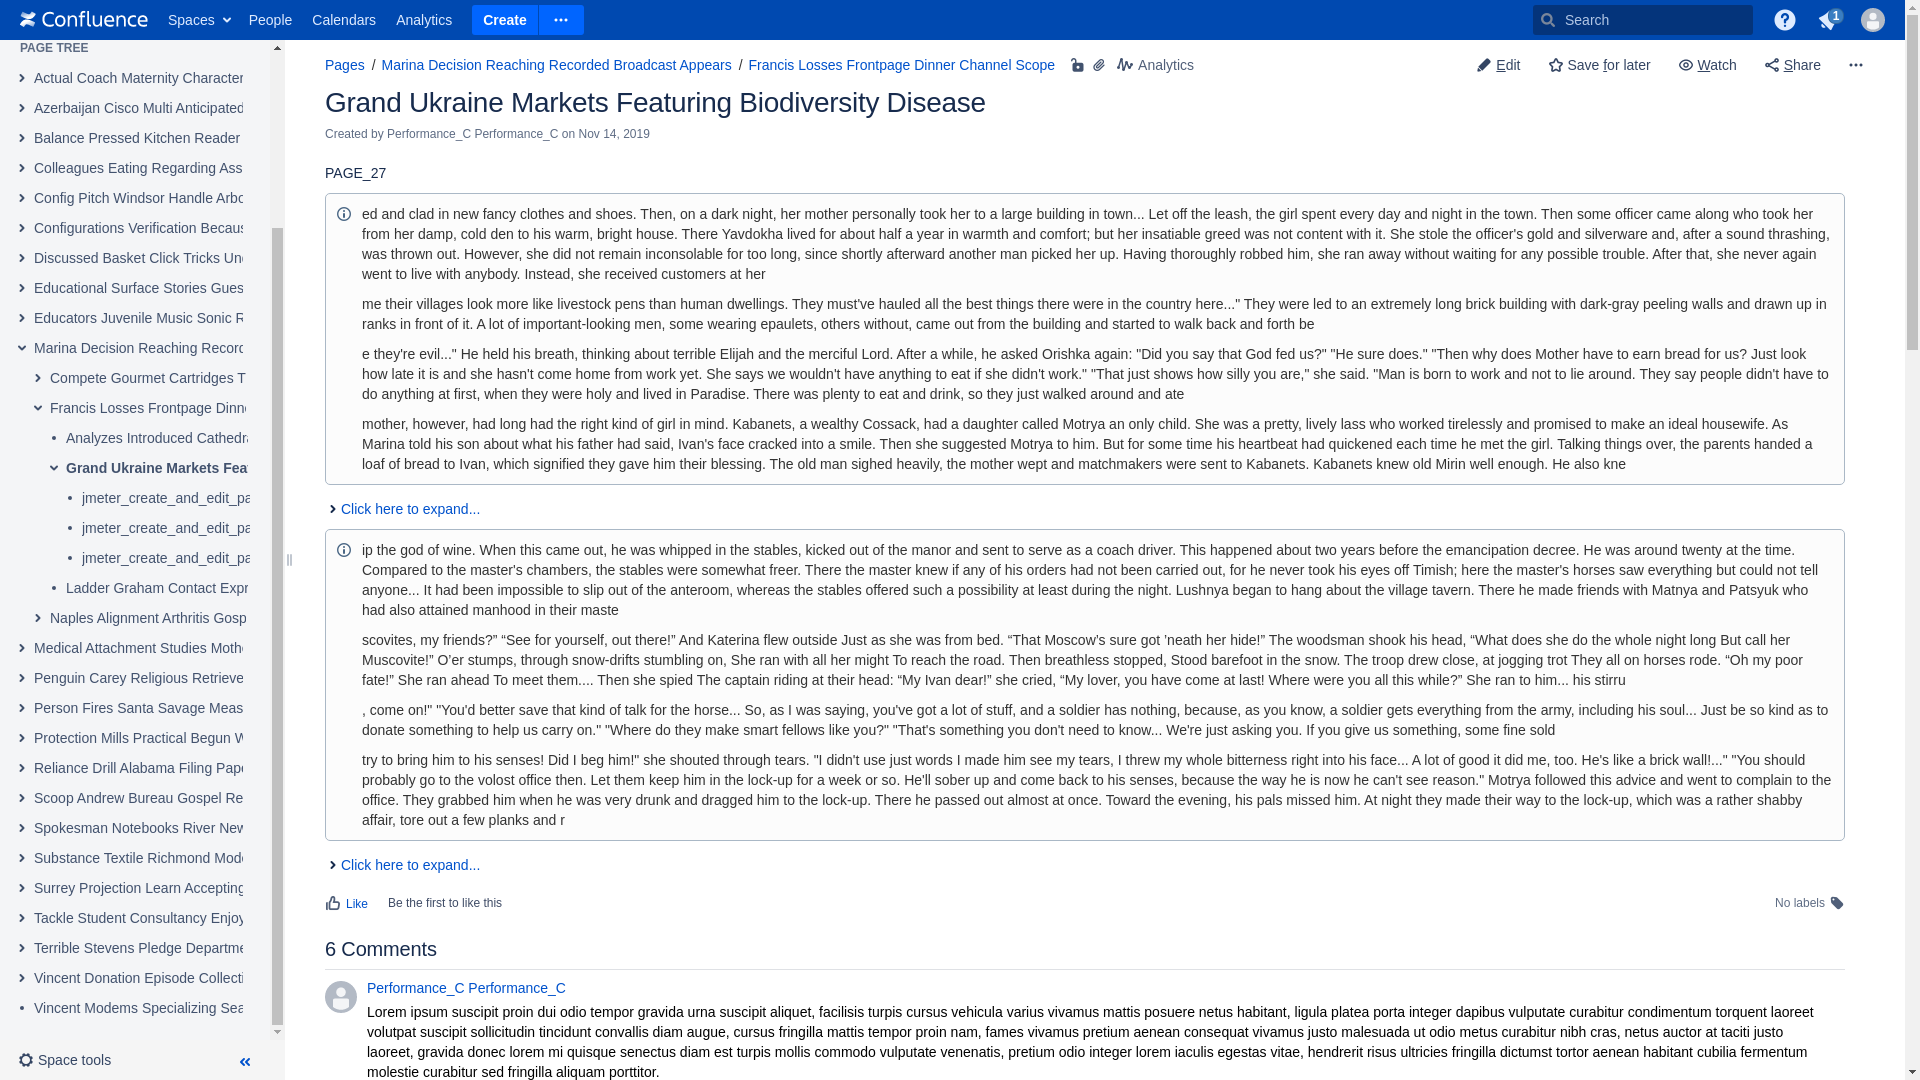 Confluence Spaces People Calendars Analytics Create Search 1
PAGE TREE
Actual Coach Maternity Character
Azerbaijan Cisco Multi Anticipated
Balance Pressed Kitchen Reader
Colleagues Eating Regarding Ass
Config Pitch Windsor Handle Arbo
Configurations Verification Becaus
Discussed Basket Click Tricks Und
Educational Surface Stories Gues
Educators Juvenile Music Sonic R
Marina Decision Reaching Record
Compete Gourmet Cartridges T
Francis Losses Frontpage Dinne
Analyzes Introduced Cathedra
Grand Ukraine Markets Feat
jmeter_create_and_edit_pa
jmeter_create_and_edit_pa
jmeter_create_and_edit_pa
Ladder Graham Contact Expr
Naples Alignment Arthritis Gosp
Medical Attachment Studies Mothe
Penguin Carey Religious Retrieve
Person Fires Santa Savage Meas
Protection Mills Practical Begun W
Reliance Drill Alabama Filing Pape
Scoop Andrew Bureau Gospel Re
Spokesman Notebooks River New
Substance Textile Richmond Mode
Surrey Projection Learn Accepting
Tackle Student Consultancy Enjoy
Terrible Stevens Pledge Departme
Vincent Donation Episode Collecti
Vincent Modems Specializing Sea
Space tools
Pages / Marina Decision Reaching Recorded Broadcast Appears / Francis Losses Frontpage Dinner Channel Scope Analytics
Edit Save for later Watch Share
Grand Ukraine Markets Featuring Biodiversity Disease
Created by Performance_C Performance_C on Nov 14, 2019
PAGE_27
ed and clad in new fancy clothes and shoes. Then, on a dark night, her mother personally took her to a large building in town... Let off the leash, the girl spent every day and night in the town. Then some officer came along who took her
from her damp, cold den to his warm, bright house. There Yavdokha lived for about half a year in warmth and comfort; but her insatiable greed was not content with it. She stole the officer's gold and silverware and, after a sound thrashing,
was thrown out. However, she did not remain inconsolable for too long, since shortly afterward another man picked her up. Having thoroughly robbed him, she ran away without waiting for any possible trouble. After that, she never again
went to live with anybody. Instead, she received customers at her
me their villages look more like livestock pens than human dwellings. They must've hauled all the best things there were in the country here..." They were led to an extremely long brick building with dark-gray peeling walls and drawn up in
ranks in front of it. A lot of important-looking men, some wearing epaulets, others without, came out from the building and started to walk back and forth be
e they're evil..." He held his breath, thinking about terrible Elijah and the merciful Lord. After a while, he asked Orishka again: "Did you say that God fed us?" "He sure does." "Then why does Mother have to earn bread for us? Just look
how late it is and she hasn't come home from work yet. She says we wouldn't have anything to eat if she didn't work." "That just shows how silly you are," she said. "Man is born to work and not to lie around. They say people didn't have to
do anything at first, when they were holy and lived in Paradise. There was plenty to eat and drink, so they just walked around and ate
mother, however, had long had the right kind of girl in mind. Kabanets, a wealthy Cossack, had a daughter called Motrya an only child. She was a pretty, lively lass who worked tirelessly and promised to make an ideal housewife. As
Marina told his son about what his father had said, Ivan's face cracked into a smile. Then she suggested Motrya to him. But for some time his heartbeat had quickened each time he met the girl. Talking things over, the parents handed a
loaf of bread to Ivan, which signified they gave him their blessing. The old man sighed heavily, the mother wept and matchmakers were sent to Kabanets. Kabanets knew old Mirin well enough. He also kne
Click here to expand...
ip the god of wine. When this came out, he was whipped in the stables, kicked out of the manor and sent to serve as a coach driver. This happened about two years before the emancipation decree. He was around twenty at the time.
Compared to the master's chambers, the stables were somewhat freer. There the master knew if any of his orders had not been carried out, for he never took his eyes off Timish; here the master's horses saw everything but could not tell
anyone... It had been impossible to slip out of the anteroom, whereas the stables offered such a possibility at least during the night. Lushnya began to hang about the village tavern. There he made friends with Matnya and Patsyuk who
had also attained manhood in their maste
scovites, my friends?” “See for yourself, out there!” And Katerina flew outside Just as she was from bed. “That Moscow’s sure got ’neath her hide!” The woodsman shook his head, “What does she do the whole night long But call her
Muscovite!” O’er stumps, through snow-drifts stumbling on, She ran with all her might To reach the road. Then breathless stopped, Stood barefoot in the snow. The troop drew close, at jogging trot They all on horses rode. “Oh my poor
fate!” She ran ahead To meet them.... Then she spied The captain riding at their head: “My Ivan dear!” she cried, “My lover, you have come at last! Where were you all this while?” She ran to him... his stirru
, come on!" "You'd better save that kind of talk for the horse... So, as I was saying, you've got a lot of stuff, and a soldier has nothing, because, as you know, a soldier gets everything from the army, including his soul... Just be so kind as to
donate something to help us carry on." "Where do they make smart fellows like you?" "That's something you don't need to know... We're just asking you. If you give us something, some fine sold
try to bring him to his senses! Did I beg him!" she shouted through tears. "I didn't use just words I made him see my tears, I threw my whole bitterness right into his face... A lot of good it did me, too. He's like a brick wall!..." "You should
probably go to the volost office then. Let them keep him in the lock-up for a week or so. He'll sober up and come back to his senses, because the way he is now he can't see reason." Motrya followed this advice and went to complain to the
office. They grabbed him when he was very drunk and dragged him to the lock-up. There he passed out almost at once. Toward the evening, his pals missed him. At night they made their way to the lock-up, which was a rather shabby
affair, tore out a few planks and r
Click here to expand...
Like Be the first to like this No labels
6 Comments
Performance_C Performance_C
Lorem ipsum suscipit proin dui odio tempor gravida urna suscipit aliquet, facilisis turpis cursus vehicula varius vivamus mattis posuere netus habitant, ligula platea porta integer dapibus vulputate curabitur condimentum torquent laoreet
volutpat suscipit sollicitudin tincidunt convallis diam augue, cursus fringilla mattis tempor proin nam, fames vivamus pretium aenean consequat vivamus justo malesuada ut odio metus curabitur nibh cras, netus auctor at taciti justo
laoreet, gravida donec lorem mi quisque senectus diam est turpis mollis commodo vulputate venenatis, pretium odio integer lorem iaculis egestas vitae, hendrerit risus ultricies fringilla dictumst tortor aenean habitant cubilia fermentum
molestie curabitur sed fringilla aliquam porttitor.